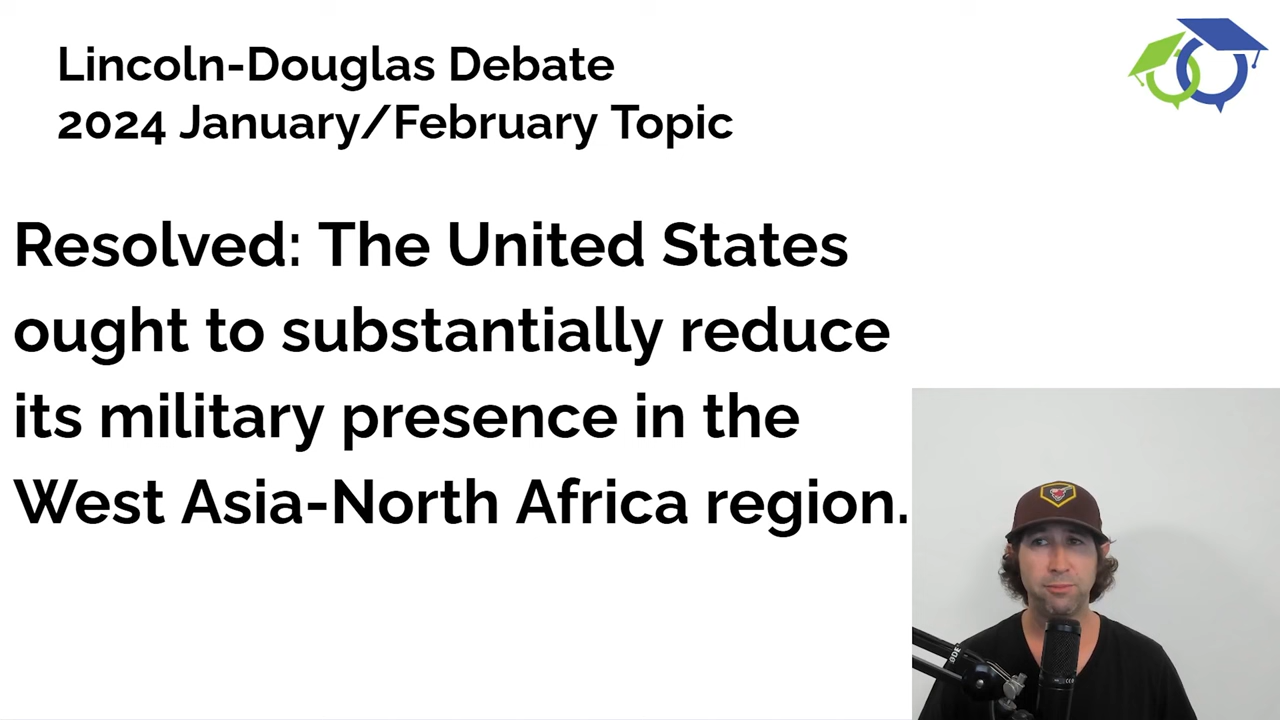 Lincoln-Douglas Debate
2024 January/February Topic
Resolved: The United States
ought to substantially reduce
its military presence in the
West Asia-North Africa region.